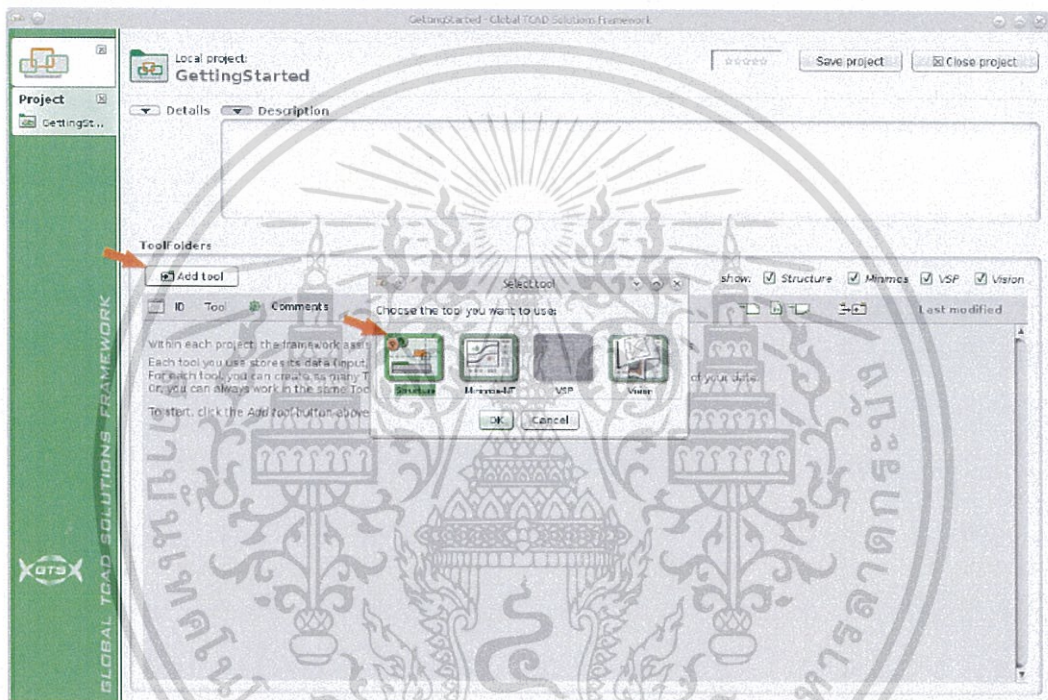 GettingStarted - Global TCAD Solutions Framework
Local project:
GettingStarted
Save project
Close project
Project
GettingSt...
Details
Description
ToolFolders
Add tool
show: Structure Minimos VSP Vision
ID Tool Comments
Last modified
Select tool
Choose the tool you want to use:
Structure Minimos-NT VSP Vision
OK Cancel
Within each project, the framework
Each tool you use stores its data (input,
For each tool, you can create as many T
of your data.
Or, you can always work in the same Too
To start, click the Add tool button above
GLOBAL TCAD SOLUTIONS FRAMEWORK
GTS